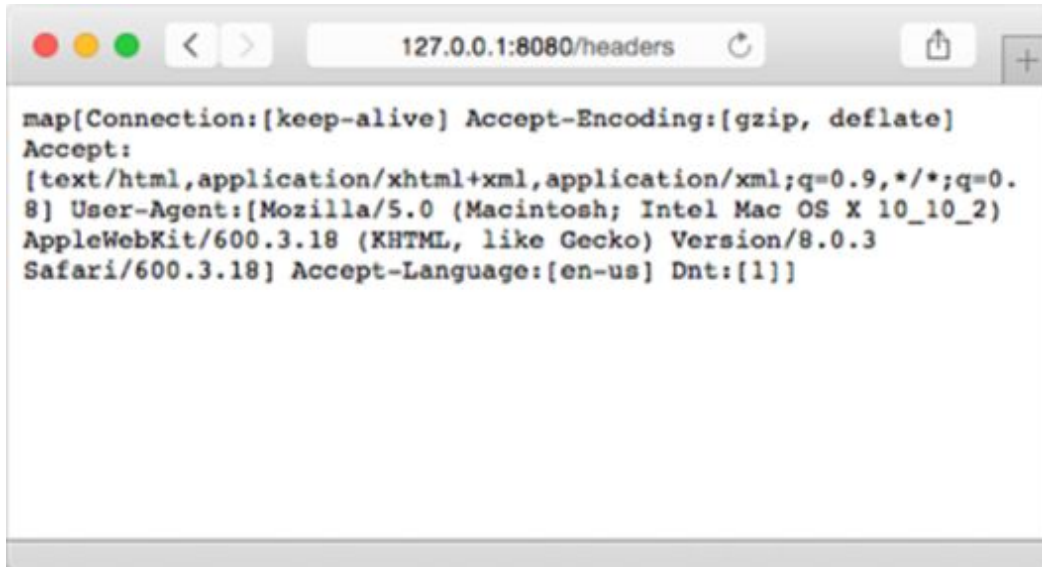 127.0.0.1:8080/headers
map[Connection:[keep-alive] Accept-Encoding:[gzip, deflate]
Accept:
[text/html,application/xhtml+xml,application/xml;q=0.9,*/*;q=0.
8] User-Agent:[Mozilla/5.0 (Macintosh; Intel Mac OS X 10_10_2)
AppleWebKit/600.3.18 (KHTML, like Gecko) Version/8.0.3
Safari/600.3.18] Accept-Language:[en-us] Dnt:[1]]